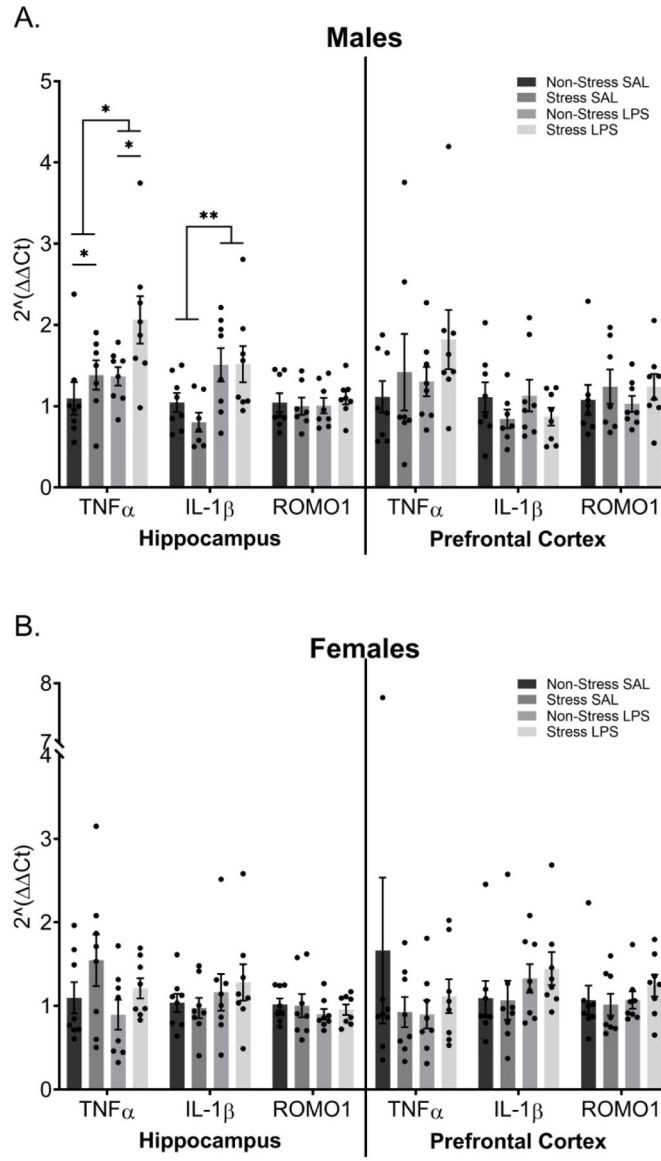 A.
Males
Non-Stress SAL
Stress SAL
Non-Stress LPS
Stress LPS
5
4
3
2
1
0
2^(ΔΔCt)
*
*
*
**
TNFα IL-1β ROMO1 TNFα IL-1β ROMO1
Hippocampus Prefrontal Cortex
B.
Females
Non-Stress SAL
Stress SAL
Non-Stress LPS
Stress LPS
8
7
4
3
2
1
0
2^(ΔΔCt)
TNFα IL-1β ROMO1 TNFα IL-1β ROMO1
Hippocampus Prefrontal Cortex